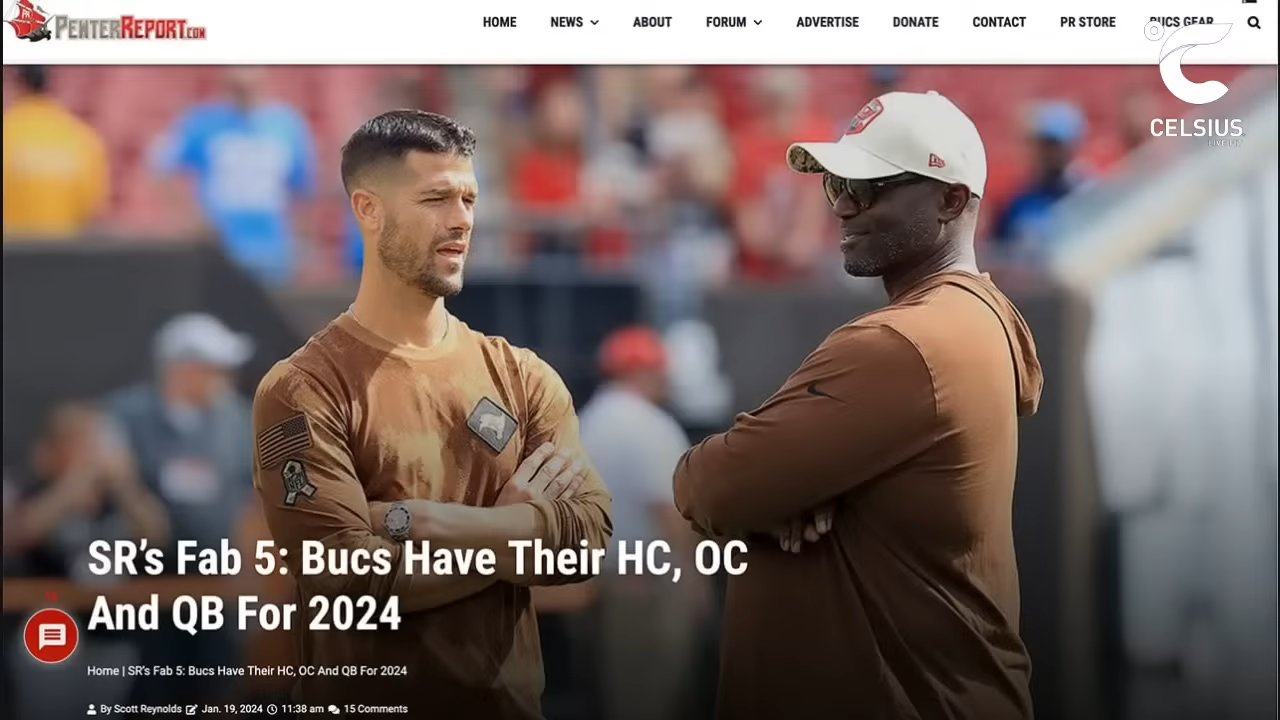 PEWTERREPORT.COM
HOME
NEWS
ABOUT
FORUM
ADVERTISE
DONATE
CONTACT
PR STORE
BUCS GEAR
CELSIUS
LIVE FIT
SR's Fab 5: Bucs Have Their HC, OC
And QB For 2024
Home | SR's Fab 5: Bucs Have Their HC, OC And QB For 2024
By Scott Reynolds Jan. 19, 2024 11:38 am 15 Comments